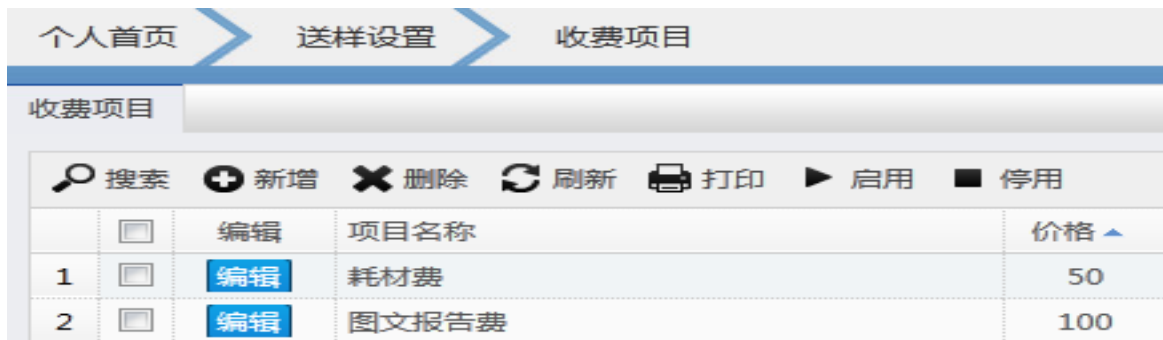 个人首页 送样设置 收费项目
收费项目
搜索 新增 删除 刷新 打印 启用 停用
编辑 项目名称 价格
1 编辑 耗材费 50
2 编辑 图文报告费 100